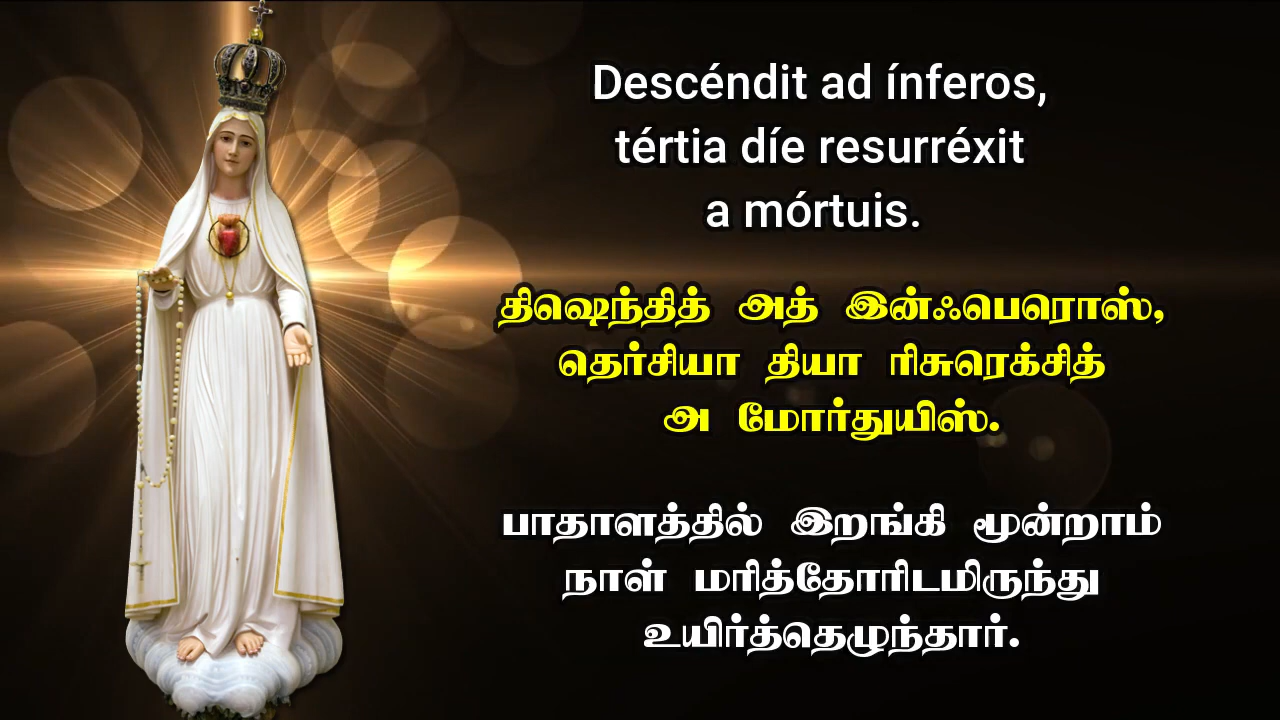 Descéndit ad ínferos,
tértia díe resurréxit
a mórtuis.
திஷெந்தித் அத் இன்ஃபெரொஸ்,
தெர்சியா தியா ரிசுரெக்சித்
அ மோர்துயிஸ்.
பாதாளத்தில் இறங்கி மூன்றாம்
நாள் மரித்தோரிடமிருந்து
உயிர்த்தெழுந்தார்.